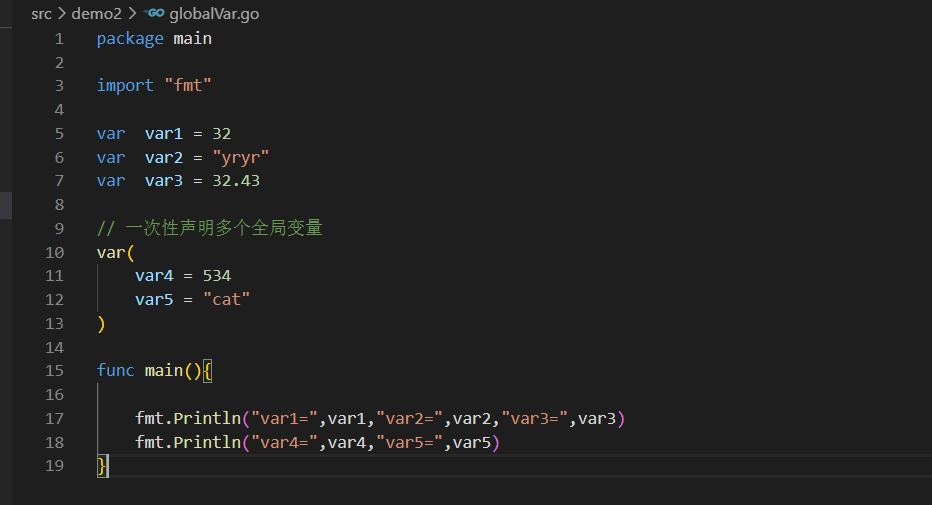 src > demo2 > GO globalVar.go
1 package main
2
3 import "fmt"
4
5 var  var1 = 32
6 var  var2 = "yryr"
7 var  var3 = 32.43
8
9 // 一次性声明多个全局变量
10 var(
11     var4 = 534
12     var5 = "cat"
13 )
14
15 func main(){
16
17     fmt.Println("var1=",var1,"var2=",var2,"var3=",var3)
18     fmt.Println("var4=",var4,"var5=",var5)
19 }